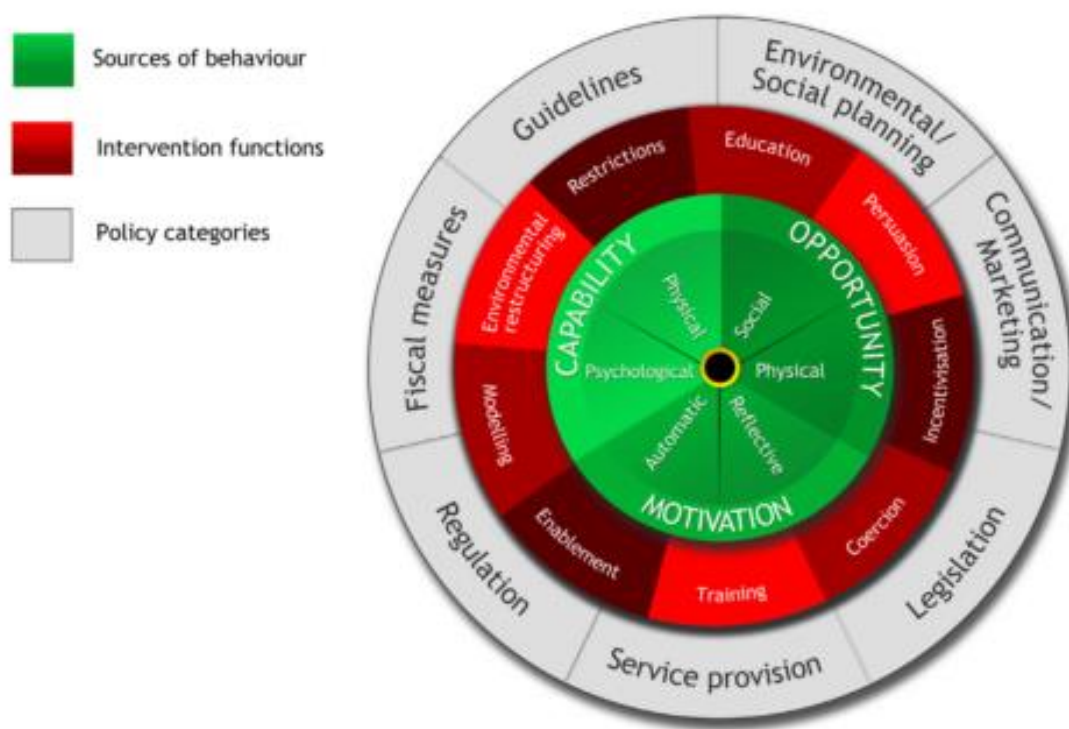 Sources of behaviour
Intervention functions
Policy categories
Guidelines
Environmental/
Social planning
Communication/
Marketing
Legislation
Service provision
Regulation
Fiscal measures
Restrictions
Education
Persuasion
Incentivisation
Coercion
Training
Enablement
Modelling
Environmental
restructuring
CAPABILITY
OPPORTUNITY
MOTIVATION
Physical
Social
Physical
Reflective
Automatic
Psychological